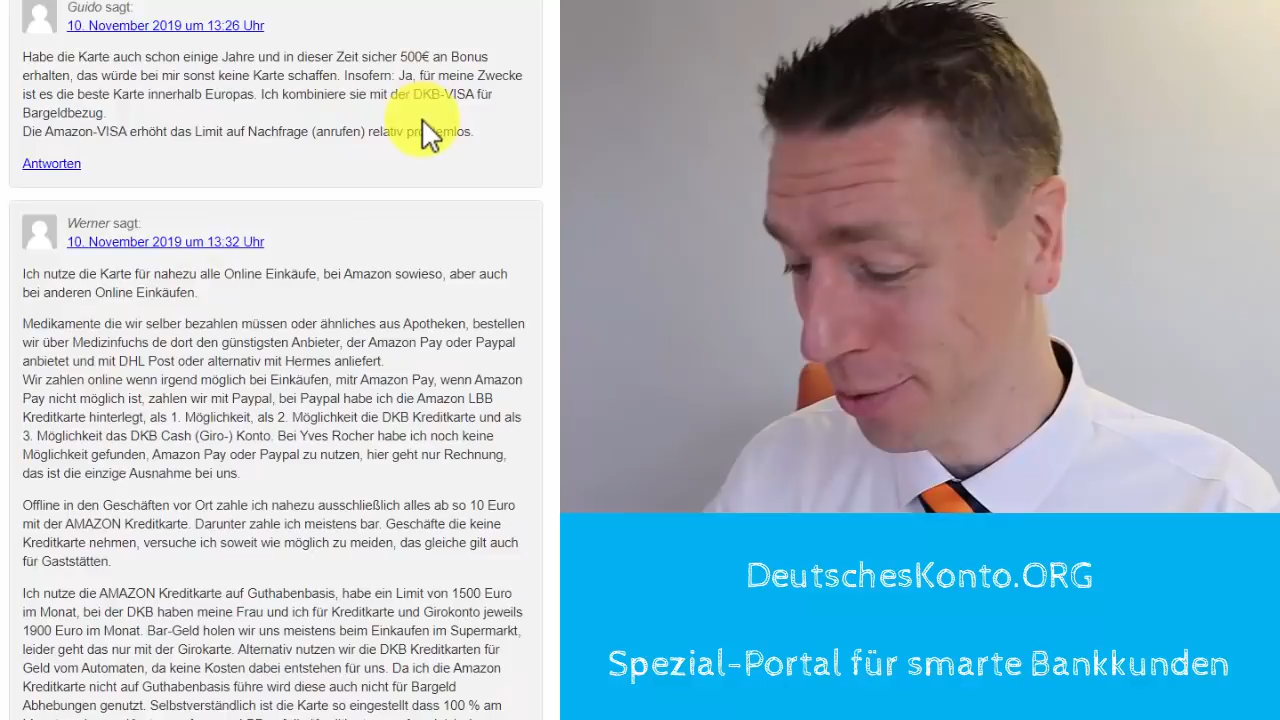 Guido sagt:
10. November 2019 um 13:26 Uhr
Habe die Karte auch schon einige Jahre und in dieser Zeit sicher 500€ an Bonus
erhalten, das würde bei mir sonst keine Karte schaffen. Insofern: Ja, für meine Zwecke
ist es die beste Karte innerhalb Europas. Ich kombiniere sie mit der DKB-VISA für
Bargeldbezug.
Die Amazon-VISA erhöht das Limit auf Nachfrage (anrufen) relativ problemlos.
Antworten
Werner sagt:
10. November 2019 um 13:32 Uhr
Ich nutze die Karte für nahezu alle Online Einkäufe, bei Amazon sowieso, aber auch
bei anderen Online Einkäufen.
Medikamente die wir selber bezahlen müssen oder ähnliches aus Apotheken, bestellen
wir über Medizinfuchs de dort den günstigsten Anbieter, der Amazon Pay oder Paypal
anbietet und mit DHL Post oder alternativ mit Hermes anliefert.
Wir zahlen online wenn irgend möglich bei Einkäufen, mitr Amazon Pay, wenn Amazon
Pay nicht möglich ist, zahlen wir mit Paypal, bei Paypal habe ich die Amazon LBB
Kreditkarte hinterlegt, als 1. Möglichkeit, als 2. Möglichkeit die DKB Kreditkarte und als
3. Möglichkeit das DKB Cash (Giro-) Konto. Bei Yves Rocher habe ich noch keine
Möglichkeit gefunden, Amazon Pay oder Paypal zu nutzen, hier geht nur Rechnung,
das ist die einzige Ausnahme bei uns.
Offline in den Geschäften vor Ort zahle ich nahezu ausschließlich alles ab so 10 Euro
mit der AMAZON Kreditkarte. Darunter zahle ich meistens bar. Geschäfte die keine
Kreditkarte nehmen, versuche ich soweit wie möglich zu meiden, das gleiche gilt auch
für Gaststätten.
Ich nutze die AMAZON Kreditkarte auf Guthabenbasis, habe ein Limit von 1500 Euro
im Monat, bei der DKB haben meine Frau und ich für Kreditkarte und Girokonto jeweils
1900 Euro im Monat. Bar-Geld holen wir uns meistens beim Einkaufen im Supermarkt,
leider geht das nur mit der Girokarte. Alternativ nutzen wir die DKB Kreditkarten für
Geld vom Automaten, da keine Kosten dabei entstehen für uns. Da ich die Amazon
Kreditkarte nicht auf Guthabenbasis führe wird diese auch nicht für Bargeld
Abhebungen genutzt. Selbstverständlich ist die Karte so eingestellt dass 100 % am
DeutschesKonto.ORG
Spezial-Portal für smarte Bankkunden